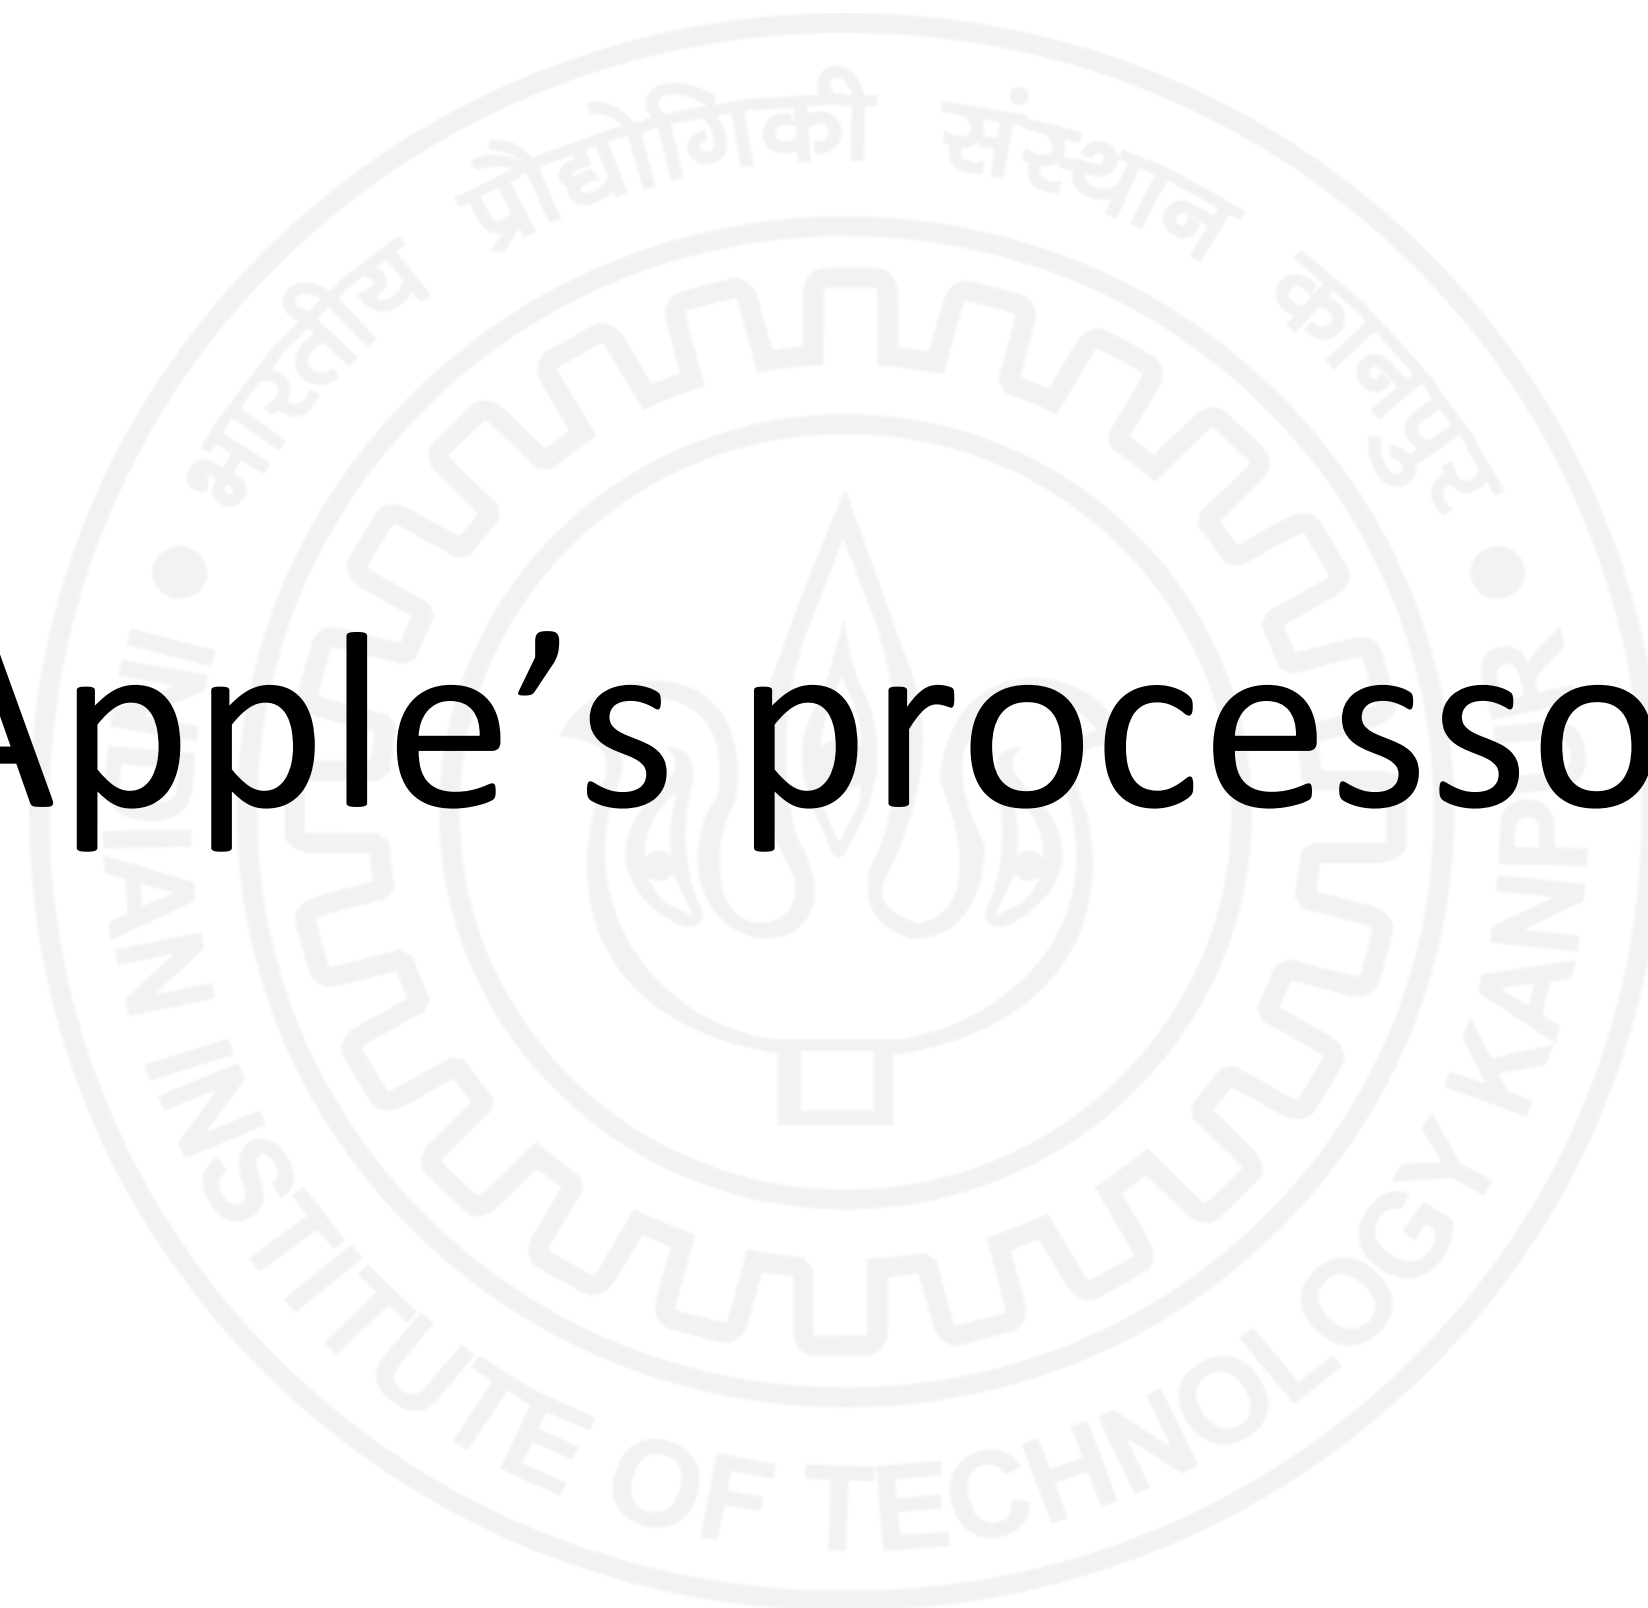 भारतीय प्रौद्योगिकी संस्थान कानपुर
Apple’s processo
INDIAN INSTITUTE OF TECHNOLOGY KANPUR